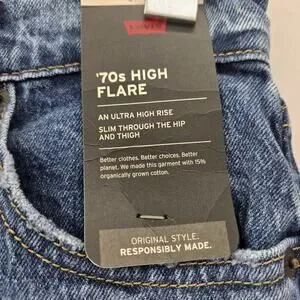 Levi's
'70s HIGH
FLARE
AN ULTRA HIGH RISE
SLIM THROUGH THE HIP
AND THIGH
Better clothes. Better choices. Better
planet. We made this garment with 15%
organically grown cotton.
ORIGINAL STYLE.
RESPONSIBLY MADE.